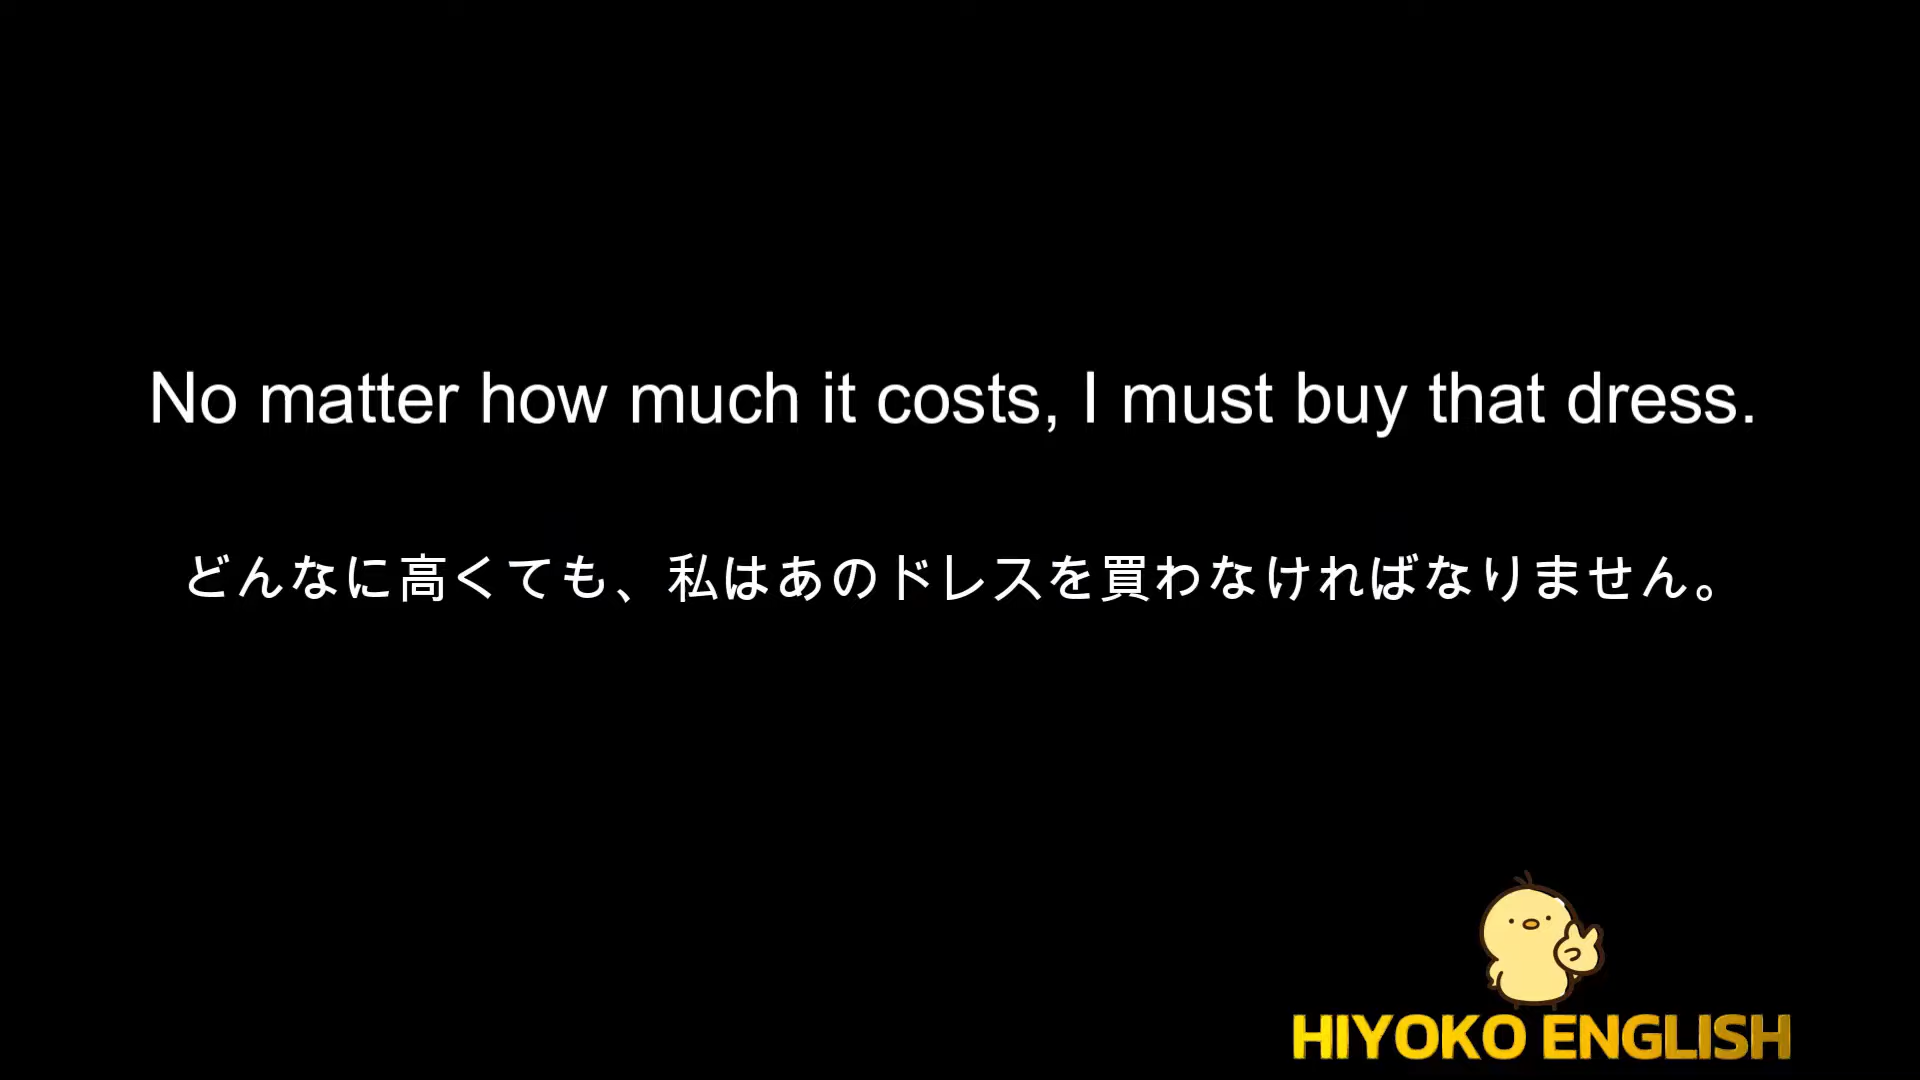 No matter how much it costs, I must buy that dress.
どんなに高くても、私はあのドレスを買わなければなりません。
HIYOKO ENGLISH